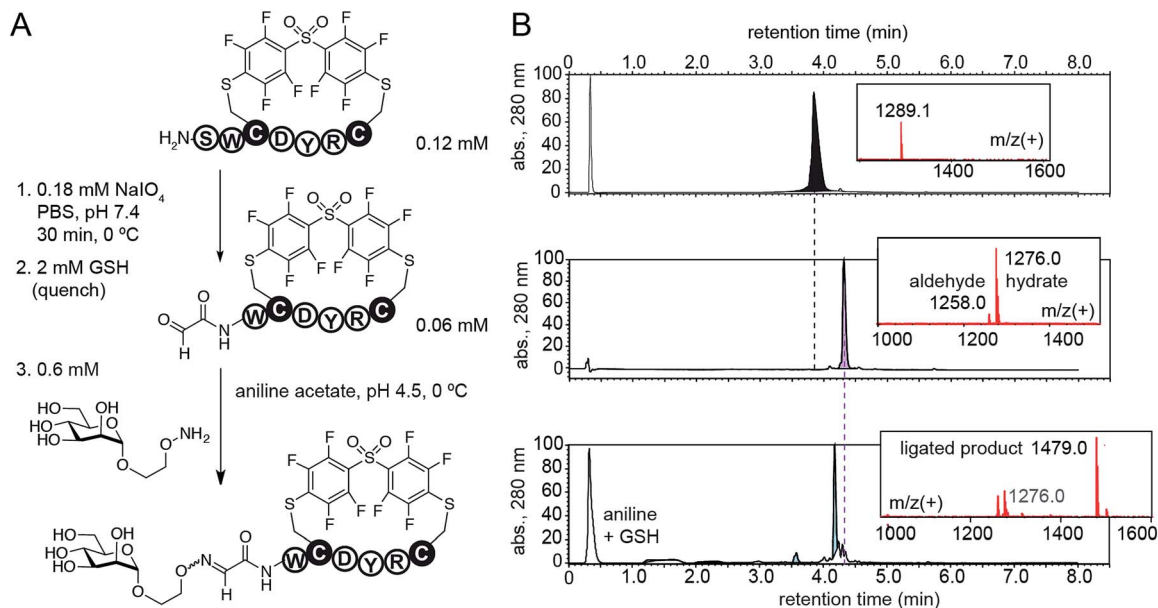 A
F
F
O
O
F
F
S
F
F
F
F
S
S
H₂N
S W C D Y R C
0.12 mM
1. 0.18 mM NaIO₄
PBS, pH 7.4
30 min, 0 ºC
2. 2 mM GSH
(quench)
F
F
O
O
F
F
S
F
F
F
F
S
S
O
O
H
N
H
W C D Y R C
0.06 mM
3. 0.6 mM
aniline acetate, pH 4.5, 0 ºC
HO
OH
HO
HO
O
O
O
NH₂
F
F
O
O
F
F
S
F
F
F
F
S
S
HO
OH
HO
HO
O
O
O
N
H
O
N
H
W C D Y R C
B
retention time (min)
0 1.0 2.0 3.0 4.0 5.0 6.0 7.0 8.0
abs., 280 nm
100
80
60
40
20
0
1289.1
m/z(+)
1400 1600
abs., 280 nm
100
80
60
40
20
0
1276.0
aldehyde hydrate
1258.0 m/z(+)
1000 1200 1400
abs., 280 nm
100
80
60
40
20
0
aniline
+ GSH
ligated product 1479.0
m/z(+) 1276.0
1000 1200 1400 1600
0 1.0 2.0 3.0 4.0 5.0 6.0 7.0 8.0
retention time (min)